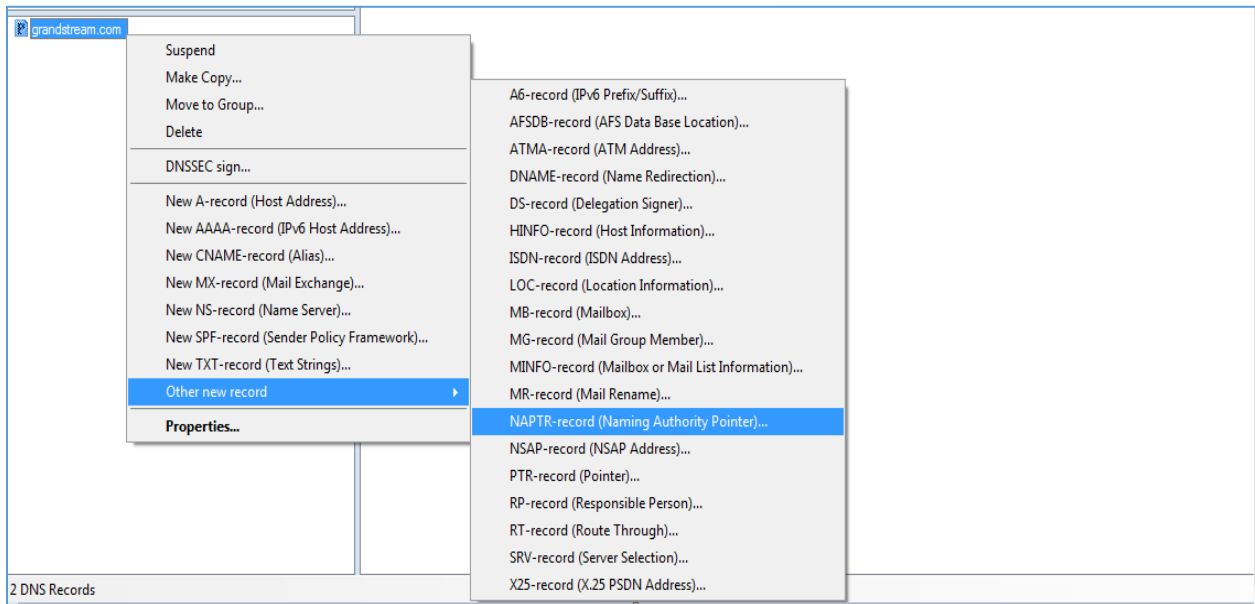 grandstream.com
Suspend
Make Copy...
Move to Group...
Delete
DNSSEC sign...
New A-record (Host Address)...
New AAAA-record (IPv6 Host Address)...
New CNAME-record (Alias)...
New MX-record (Mail Exchange)...
New NS-record (Name Server)...
New SPF-record (Sender Policy Framework)...
New TXT-record (Text Strings)...
Other new record
Properties...
A6-record (IPv6 Prefix/Suffix)...
AFSDB-record (AFS Data Base Location)...
ATMA-record (ATM Address)...
DNAME-record (Name Redirection)...
DS-record (Delegation Signer)...
HINFO-record (Host Information)...
ISDN-record (ISDN Address)...
LOC-record (Location Information)...
MB-record (Mailbox)...
MG-record (Mail Group Member)...
MINFO-record (Mailbox or Mail List Information)...
MR-record (Mail Rename)...
NAPTR-record (Naming Authority Pointer)...
NSAP-record (NSAP Address)...
PTR-record (Pointer)...
RP-record (Responsible Person)...
RT-record (Route Through)...
SRV-record (Server Selection)...
X25-record (X.25 PSDN Address)...
2 DNS Records